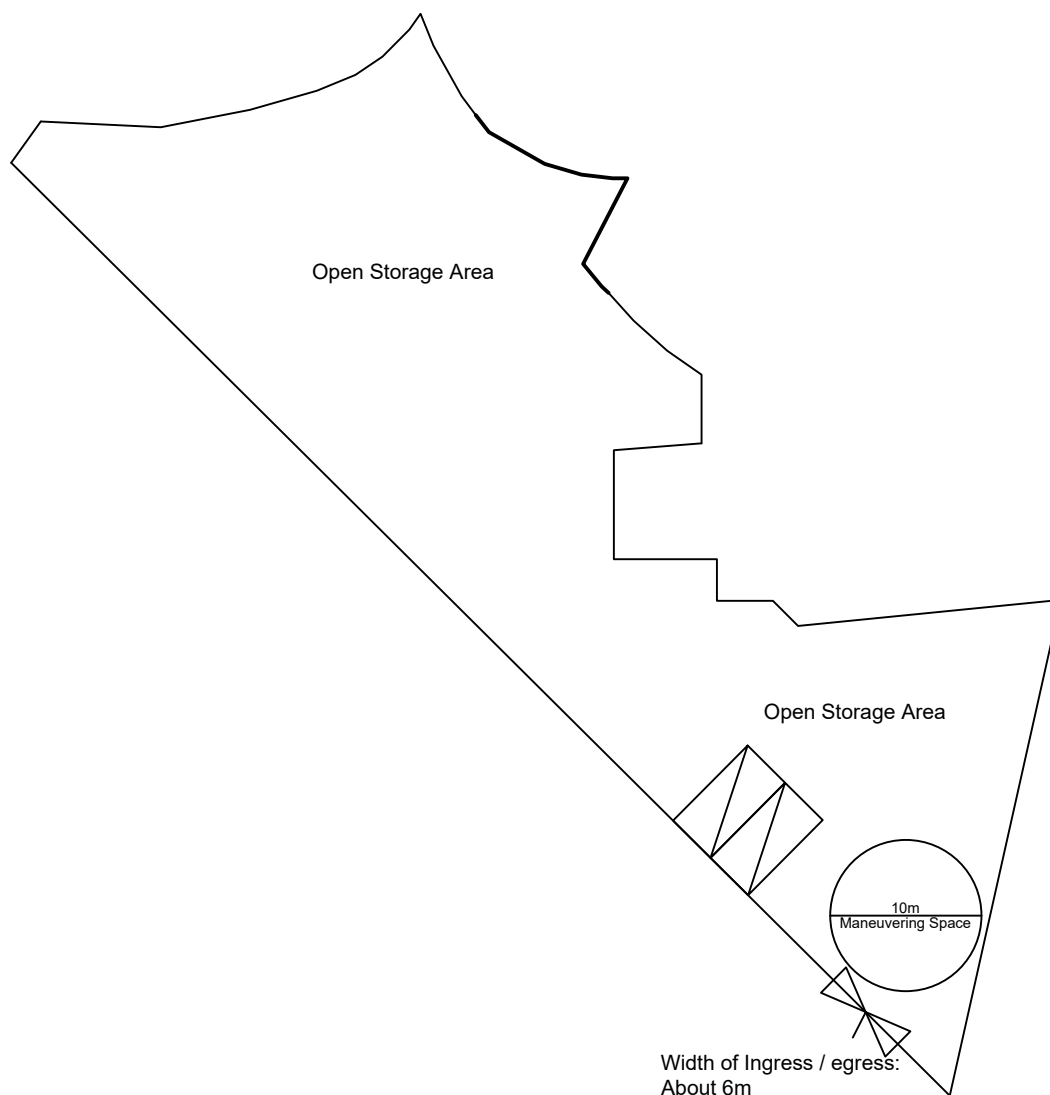 Open Storage Area
Open Storage Area
10m
Maneuvering Space
Width of Ingress / egress:
About 6m